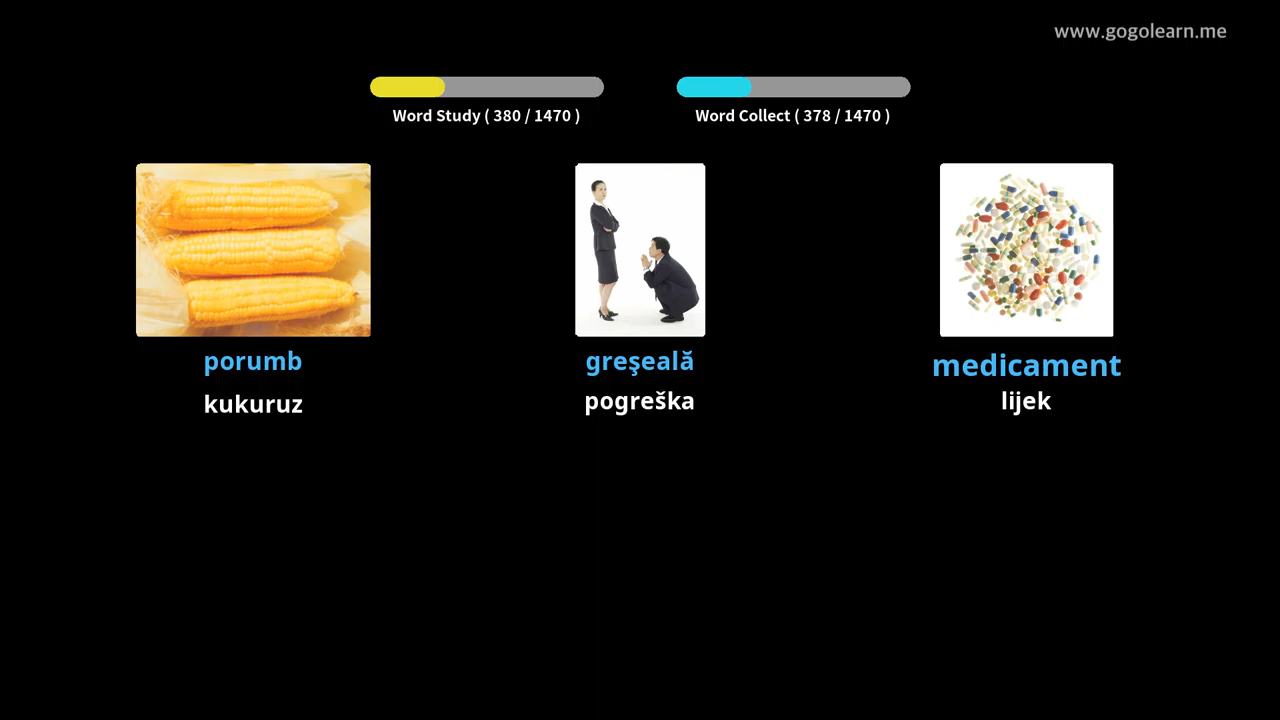 www.gogolearn.me
Word Study ( 380 / 1470 )
Word Collect ( 378 / 1470 )
porumb
greşeală
medicament
kukuruz
pogreška
lijek